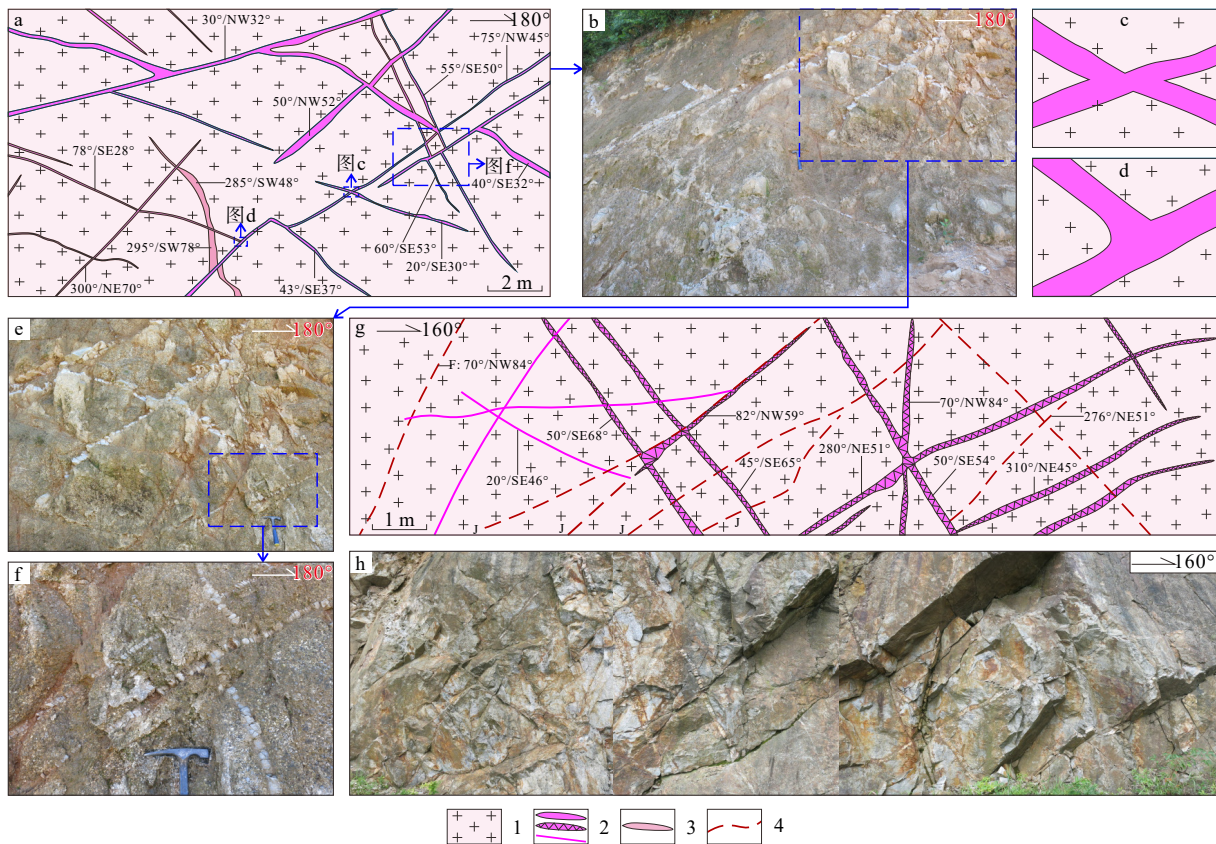 a
30°/NW32°
180°
75°/NW45°
55°/SE50°
50°/NW52°
78°/SE28°
285°/SW48°
图c
图f
40°/SE32°
图d
295°/SW78°
60°/SE53°
20°/SE30°
300°/NE70°
43°/SE37°
2 m
b
180°
c
d
e
180°
f
180°
g
160°
F: 70°/NW84°
82°/NW59°
70°/NW84°
276°/NE51°
50°/SE68°
20°/SE46°
45°/SE65°
280°/NE51°
50°/SE54°
310°/NE45°
1 m
J
J
J
J
h
160°
1
2
3
4